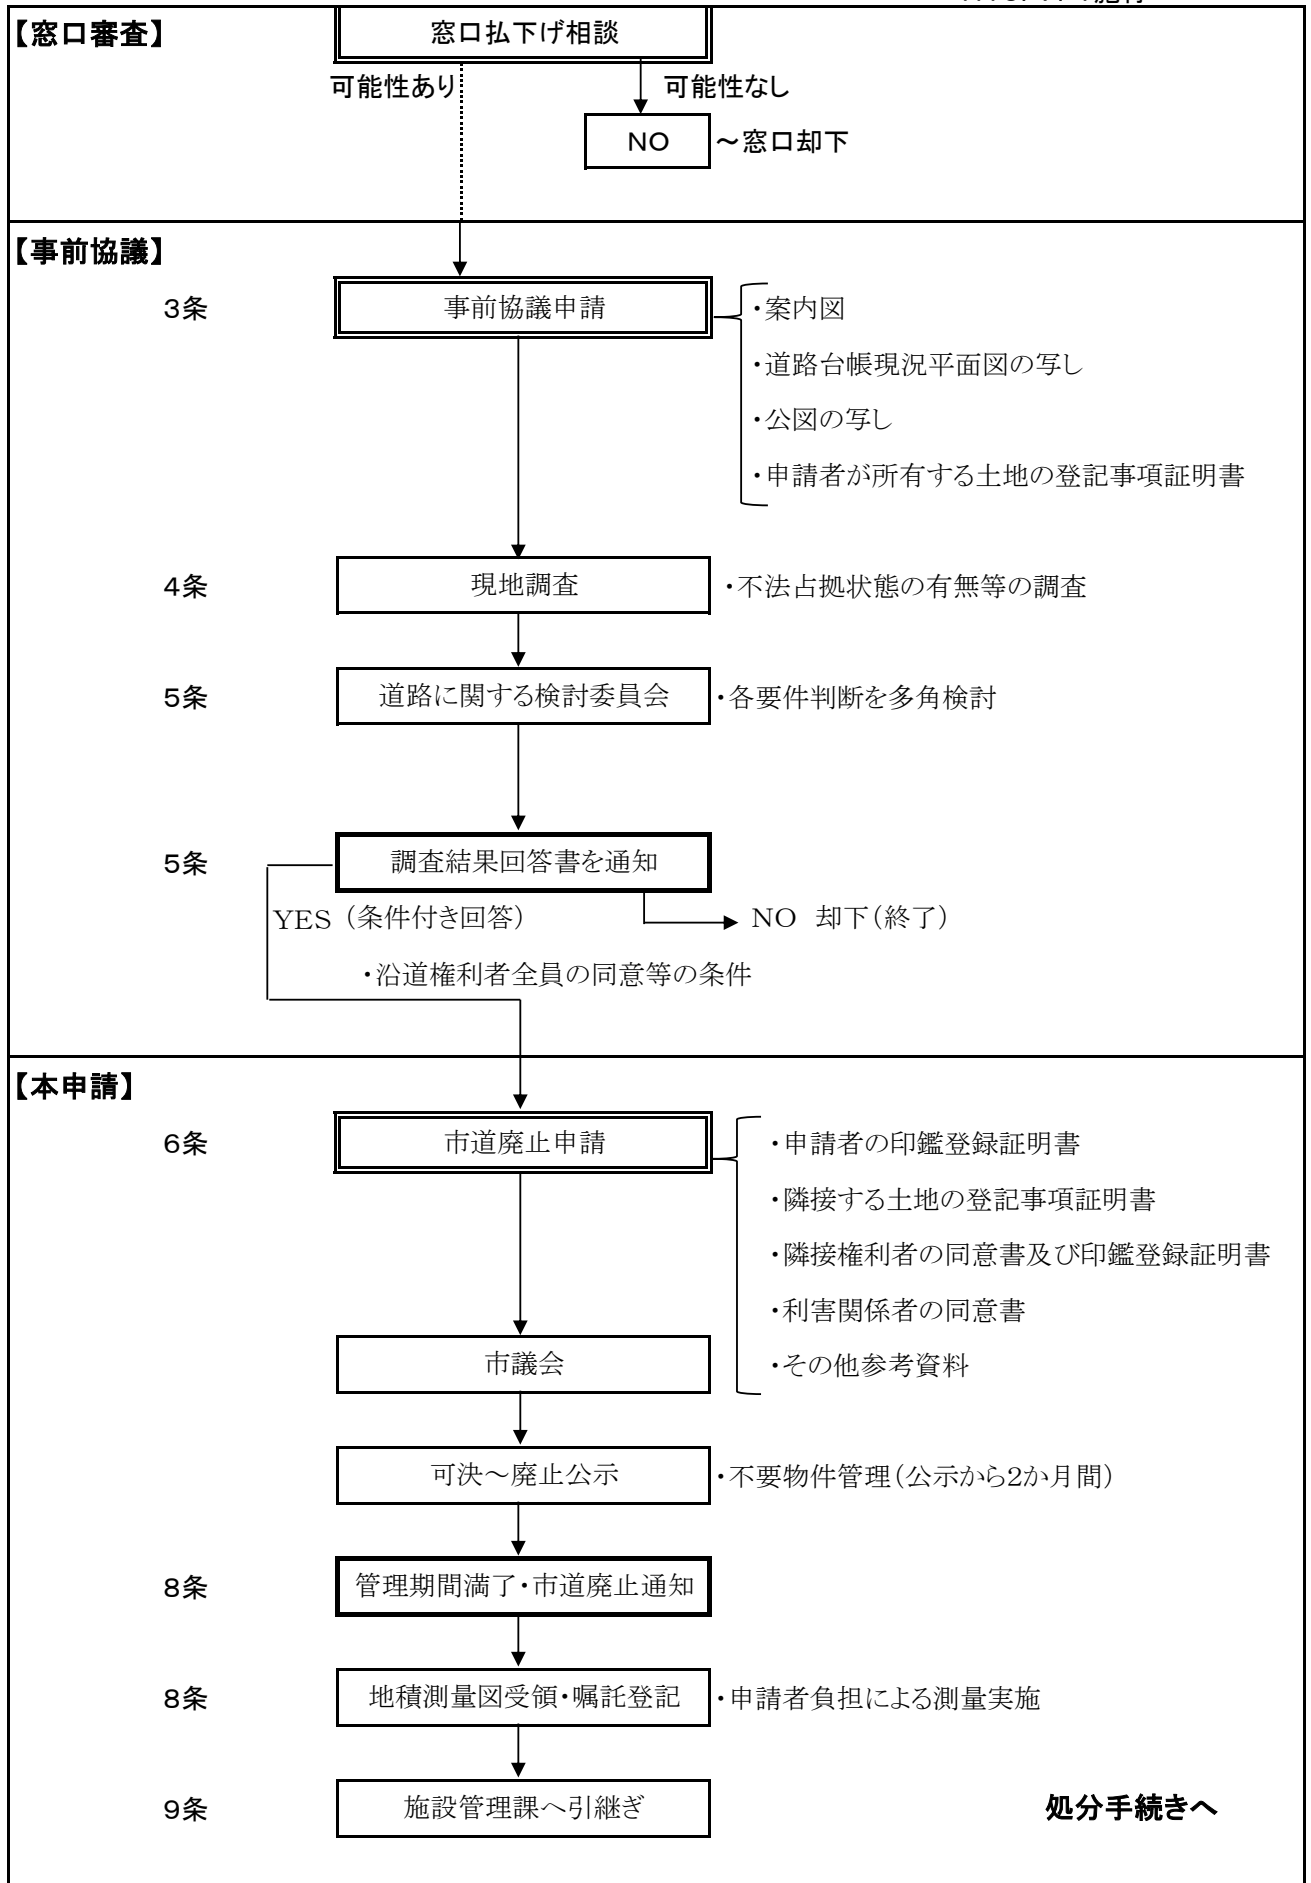 【窓口審査】
窓口払下げ相談
可能性あり
可能性なし
NO
～窓口却下
【事前協議】
3条
事前協議申請
・案内図
・道路台帳現況平面図の写し
・公図の写し
・申請者が所有する土地の登記事項証明書
4条
現地調査
・不法占拠状態の有無等の調査
5条
道路に関する検討委員会
・各要件判断を多角検討
5条
調査結果回答書を通知
YES（条件付き回答）
NO　却下（終了）
・沿道権利者全員の同意等の条件
【本申請】
6条
市道廃止申請
・申請者の印鑑登録証明書
・隣接する土地の登記事項証明書
・隣接権利者の同意書及び印鑑登録証明書
・利害関係者の同意書
市議会
・その他参考資料
可決～廃止公示
・不要物件管理（公示から2か月間）
8条
管理期間満了・市道廃止通知
8条
地積測量図受領・嘱託登記
・申請者負担による測量実施
9条
施設管理課へ引継ぎ
処分手続きへ